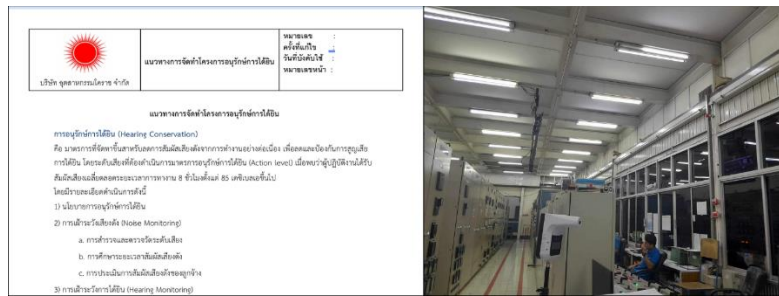 บริษัท อุตสาหกรรมโคราช จำกัด
แนวทางการจัดทำโครงการอนุรักษ์การได้ยิน
หมายเลข :
ครั้งที่แก้ไข :
วันที่บังคับใช้ :
หมายเลขหน้า :
แนวทางการจัดทำโครงการอนุรักษ์การได้ยิน
การอนุรักษ์การได้ยิน (Hearing Conservation)
คือ มาตรการที่จัดหาขึ้นสำหรับลดการสัมผัสเสียงดังจากการทำงานอย่างต่อเนื่อง เพื่อลดและป้องกันการสูญเสีย
การได้ยิน โดยระดับเสียงที่ต้องดำเนินการมาตรการอนุรักษ์การได้ยิน (Action level) เมื่อพบว่าผู้ปฏิบัติงานได้รับ
สัมผัสเสียงเฉลี่ยตลอดระยะเวลาการทำงาน 8 ชั่วโมงตั้งแต่ 85 เดซิเบลเอขึ้นไป
โดยมีรายละเอียดดำเนินการดังนี้
1) นโยบายการอนุรักษ์การได้ยิน
2) การเฝ้าระวังเสียงดัง (Noise Monitoring)
a. การสำรวจและตรวจวัดระดับเสียง
b. การศึกษาระยะเวลาสัมผัสเสียงดัง
c. การประเมินการสัมผัสเสียงดังของลูกจ้าง
3) การเฝ้าระวังการได้ยิน (Hearing Monitoring)